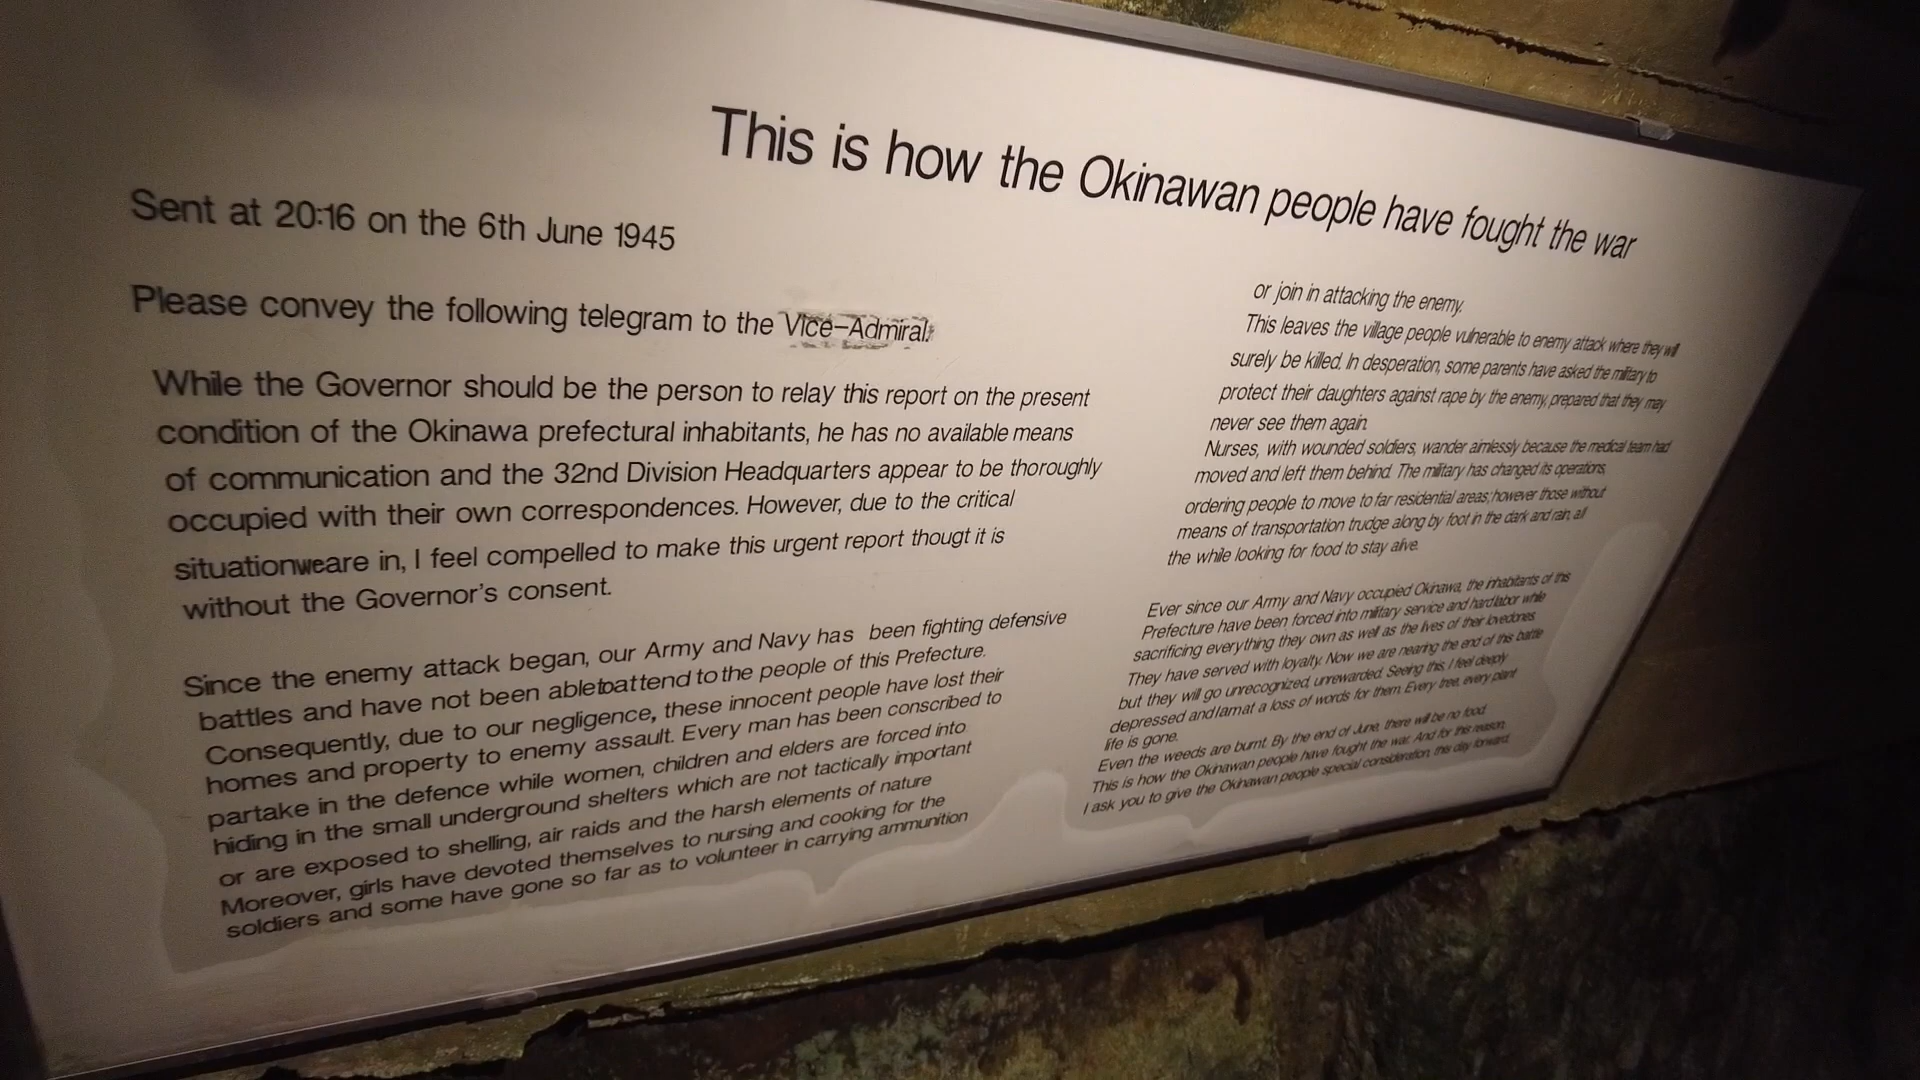 This is how the Okinawan people have fought the war
Sent at 20:16 on the 6th June 1945
Please convey the following telegram to the Vice-Admiral:
While the Governor should be the person to relay this report on the present
condition of the Okinawa prefectural inhabitants, he has no available means
of communication and the 32nd Division Headquarters appear to be thoroughly
occupied with their own correspondences. However, due to the critical
situationweare in, I feel compelled to make this urgent report thougt it is
without the Governor's consent.
Since the enemy attack began, our Army and Navy has been fighting defensive
battles and have not been abletoattend to the people of this Prefecture.
Consequently, due to our negligence, these innocent people have lost their
homes and property to enemy assault. Every man has been conscribed to
partake in the defence while women, children and elders are forced into
hiding in the small underground shelters which are not tactically important
or are exposed to shelling, air raids and the harsh elements of nature
Moreover, girls have devoted themselves to nursing and cooking for the
soldiers and some have gone so far as to volunteer in carrying ammunition
or join in attacking the enemy.
This leaves the village people vulnerable to enemy attack where they will
surely be killed. In desperation, some parents have asked the military to
protect their daughters against rape by the enemy, prepared that they may
never see them again.
Nurses, with wounded soldiers, wander aimlessly because the medical team had
moved and left them behind. The military has changed its operations,
ordering people to move to far residential areas; however those without
means of transportation trudge along by foot in the dark and rain, all
the while looking for food to stay alive.
Ever since our Army and Navy occupied Okinawa, the inhabitants of this
Prefecture have been forced into military service and hard labor while
sacrificing everything they own as well as the lives of their loved ones.
They have served with loyalty. Now we are nearing the end of this battle
but they will go unrecognized, unrewarded. Seeing this, I feel deeply
depressed and I am at a loss of words for them. Every tree, every plant
life is gone.
Even the weeds are burnt. By the end of June, there will be no food.
This is how the Okinawan people have fought the war. And for this reason,
I ask you to give the Okinawan people special consideration, this day forward.